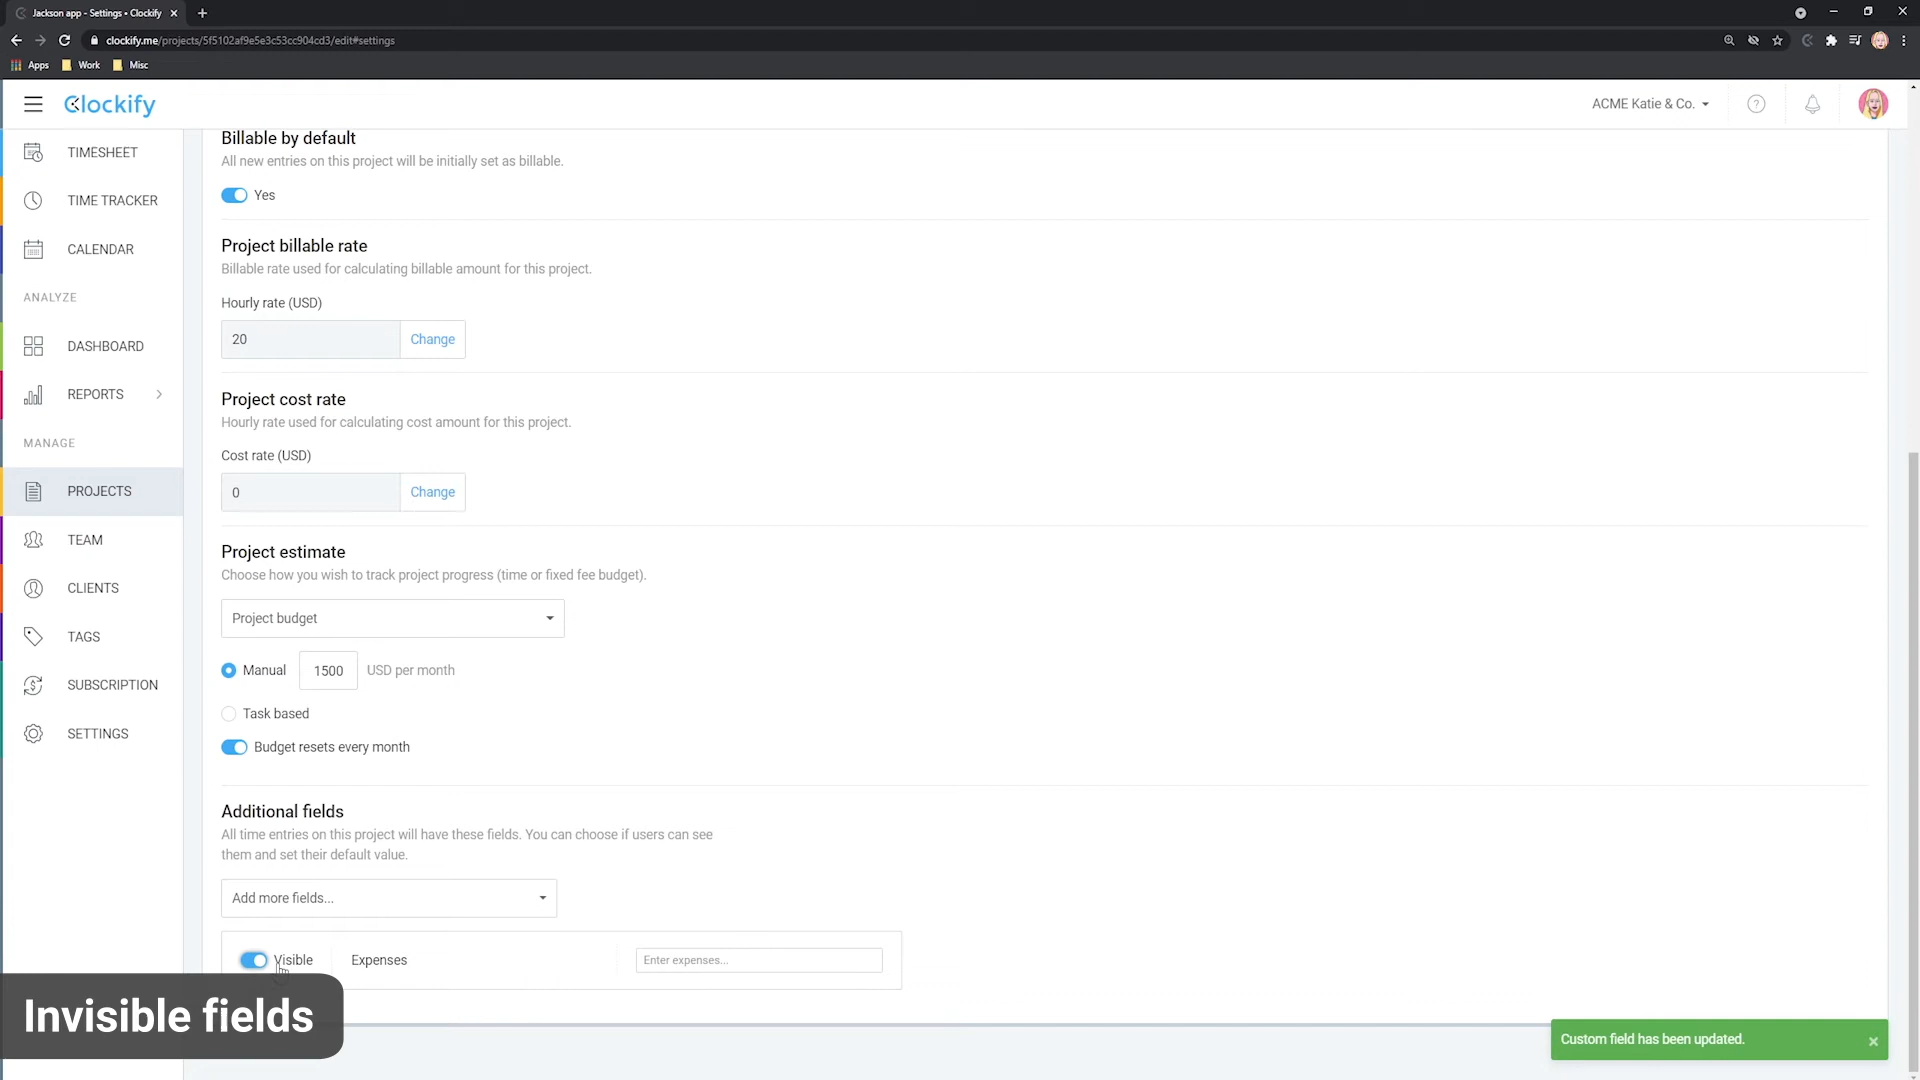 Jackson app - Settings • Clockify
clockify.me/projects/5f5102af9e5e3c53cc904cd3/edit#settings
Apps
Work
Misc
Clockify
ACME Katie & Co.
TIMESHEET
TIME TRACKER
CALENDAR
ANALYZE
DASHBOARD
REPORTS
MANAGE
PROJECTS
TEAM
CLIENTS
TAGS
SUBSCRIPTION
SETTINGS
Billable by default
All new entries on this project will be initially set as billable.
Yes
Project billable rate
Billable rate used for calculating billable amount for this project.
Hourly rate (USD)
20
Change
Project cost rate
Hourly rate used for calculating cost amount for this project.
Cost rate (USD)
0
Change
Project estimate
Choose how you wish to track project progress (time or fixed fee budget).
Project budget
Manual 1500 USD per month
Task based
Budget resets every month
Additional fields
All time entries on this project will have these fields. You can choose if users can see
them and set their default value.
Add more fields...
Visible
Expenses
Enter expenses...
Invisible fields
Custom field has been updated.